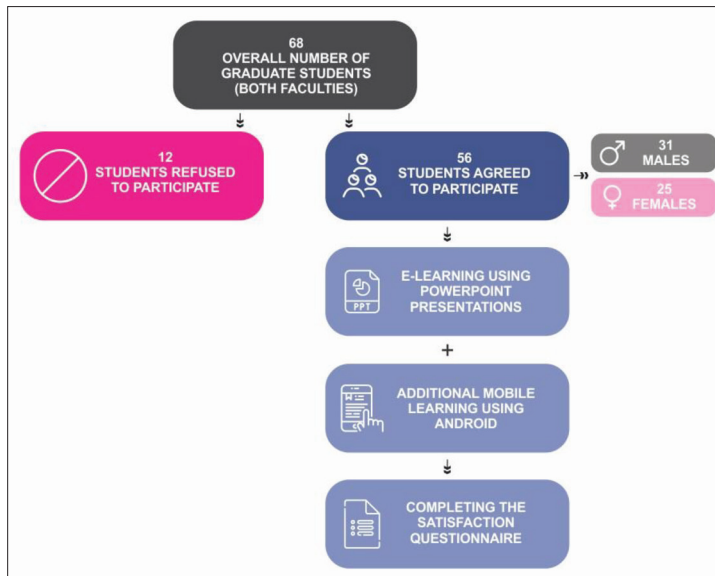 68
OVERALL NUMBER OF
GRADUATE STUDENTS
(BOTH FACULTIES)
12
STUDENTS REFUSED
TO PARTICIPATE
56
STUDENTS AGREED
TO PARTICIPATE
31
MALES
25
FEMALES
PPT
E-LEARNING USING
POWERPOINT
PRESENTATIONS
+
ADDITIONAL MOBILE
LEARNING USING
ANDROID
COMPLETING THE
SATISFACTION
QUESTIONNAIRE